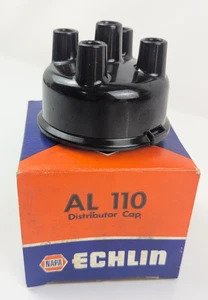 AL 110
Distributor Cap
NAPA ECHLIN